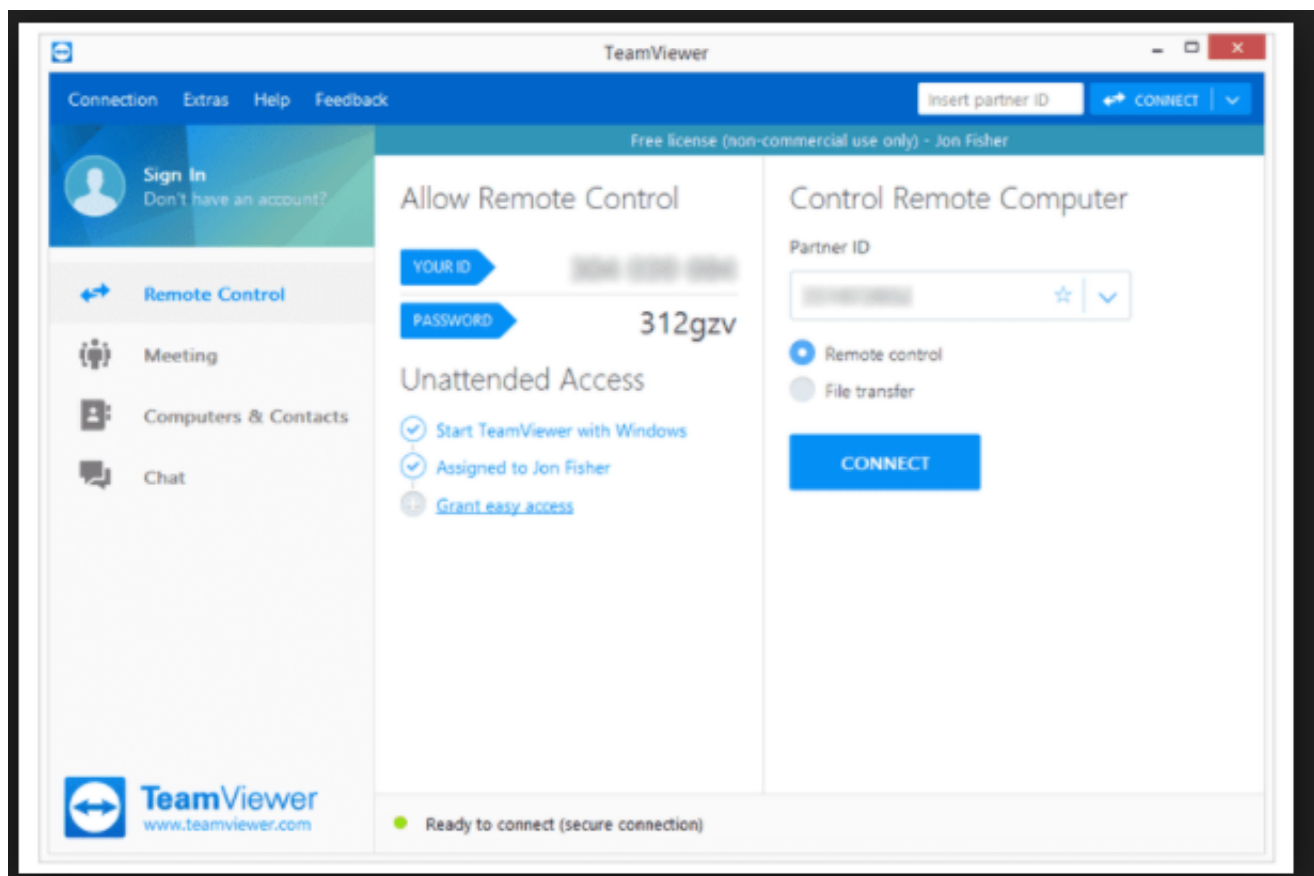 TeamViewer
Connection Extras Help Feedback
Insert partner ID
CONNECT
Free license (non-commercial use only) - Jon Fisher
Sign In
Don't have an account?
Remote Control
Meeting
Computers & Contacts
Chat
Allow Remote Control
YOUR ID
PASSWORD 312gzv
Unattended Access
Start TeamViewer with Windows
Assigned to Jon Fisher
Grant easy access
Control Remote Computer
Partner ID
Remote control
File transfer
CONNECT
TeamViewer
www.teamviewer.com
Ready to connect (secure connection)